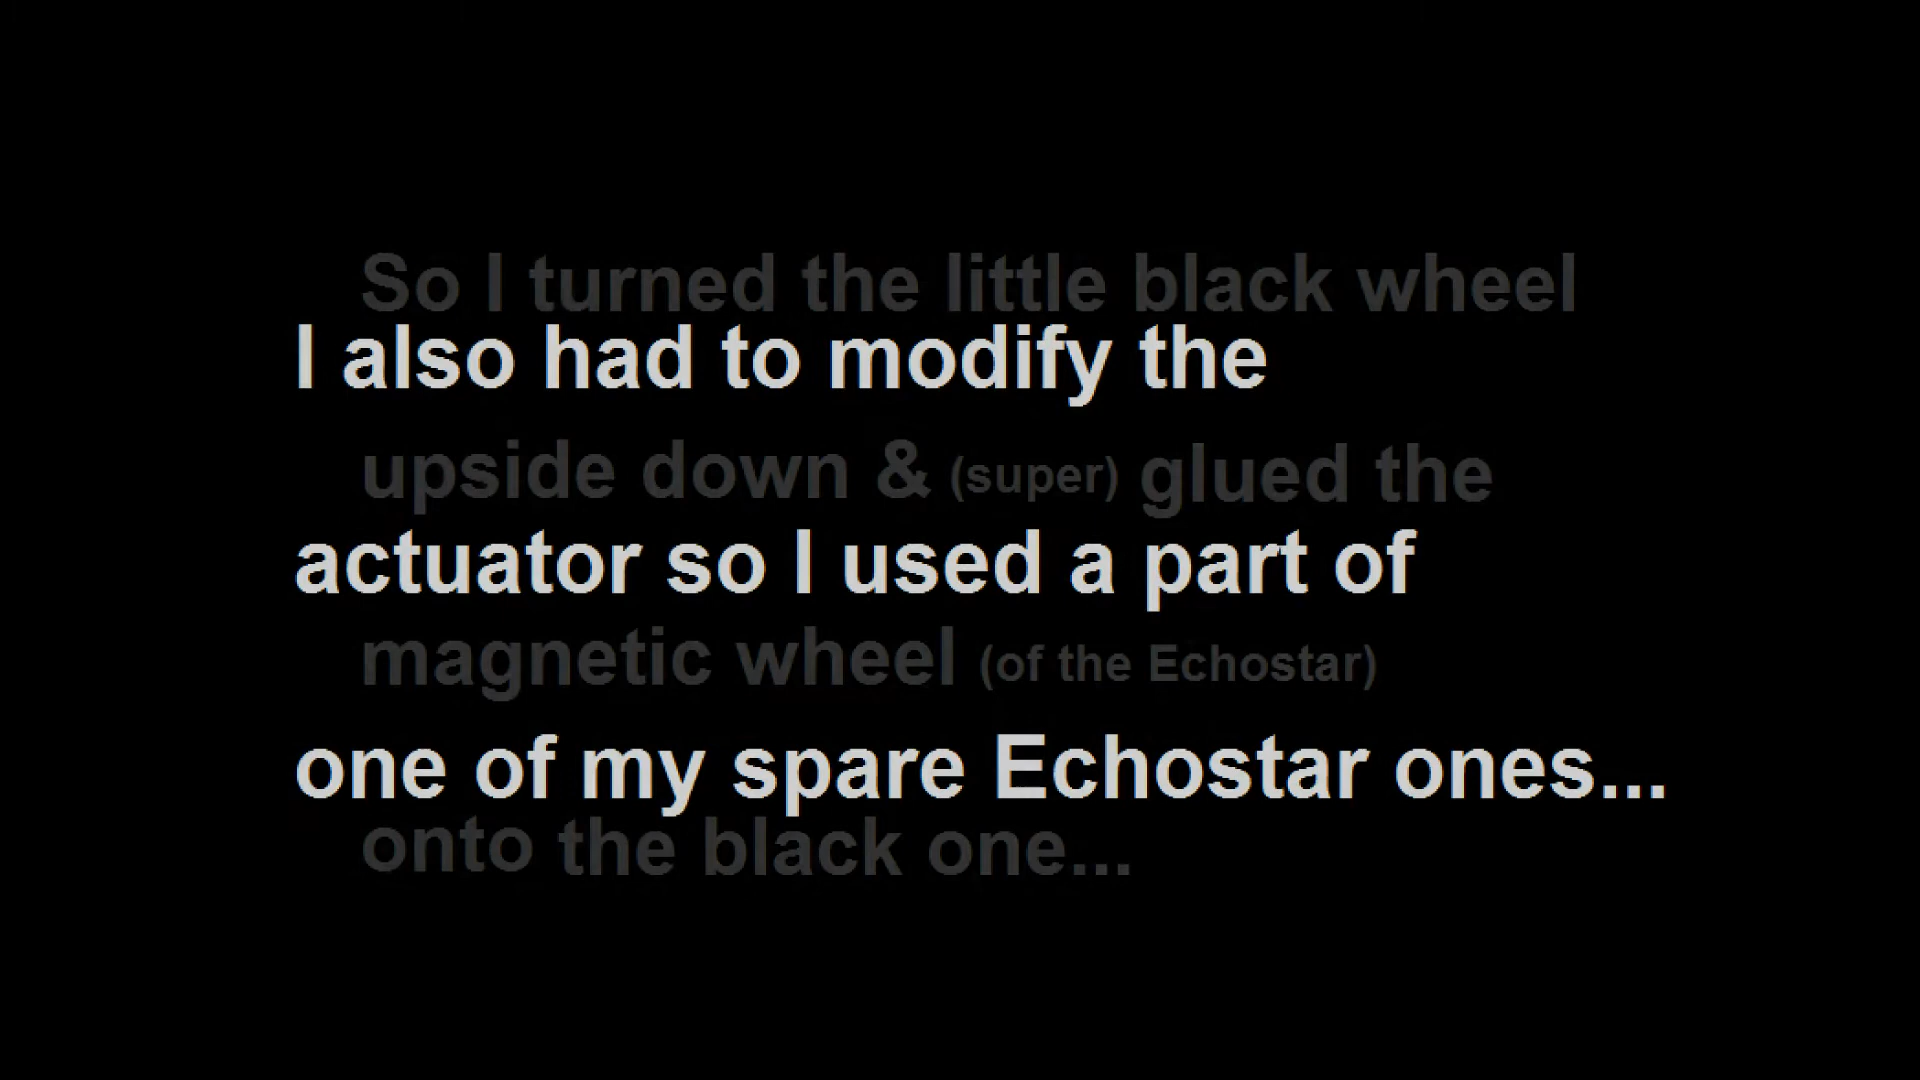 So I turned the little black wheel
I also had to modify the
upside down & (super) glued the
actuator so I used a part of
magnetic wheel (of the Echostar)
one of my spare Echostar ones...
onto the black one...